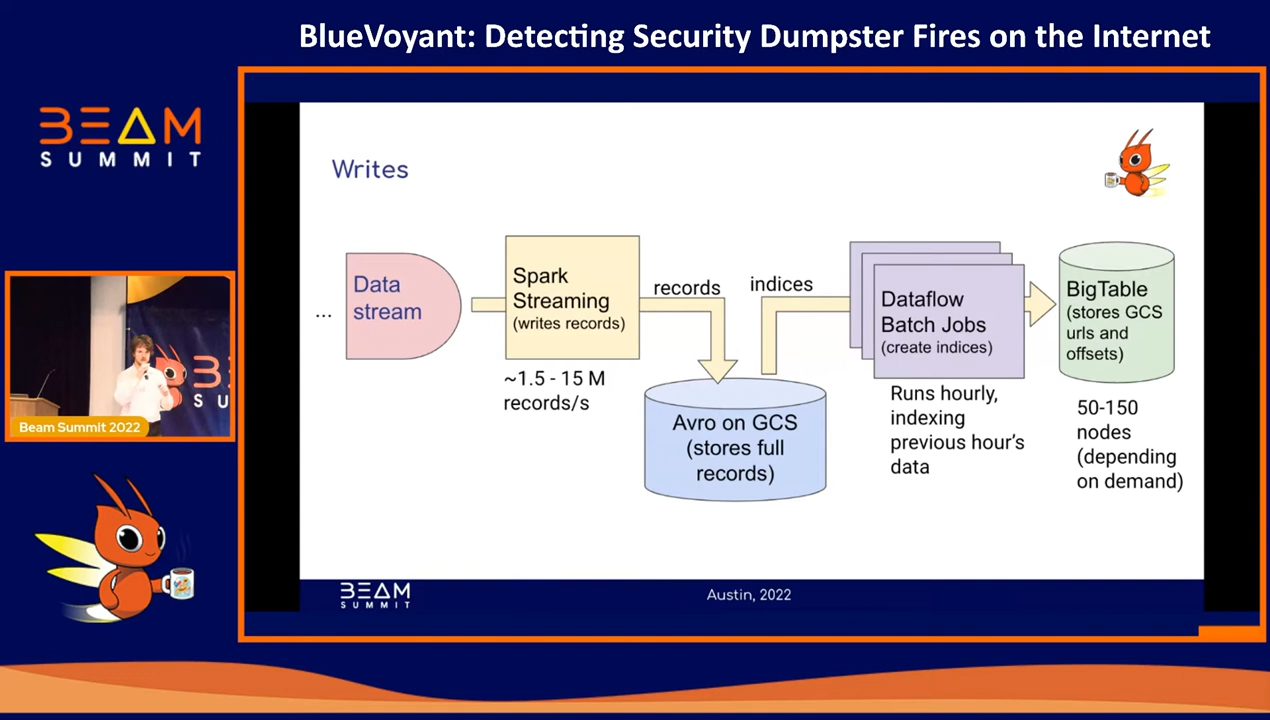 BlueVoyant: Detecting Security Dumpster Fires on the Internet
BEAM
SUMMIT
Writes
...
Data
stream
Spark
Streaming
(writes records)
~1.5 - 15 M
records/s
records
Avro on GCS
(stores full
records)
indices
Dataflow
Batch Jobs
(create indices)
Runs hourly,
indexing
previous hour's
data
BigTable
(stores GCS
urls and
offsets)
50-150
nodes
(depending
on demand)
Beam Summit 2022
BEAM
SUMMIT
Austin, 2022